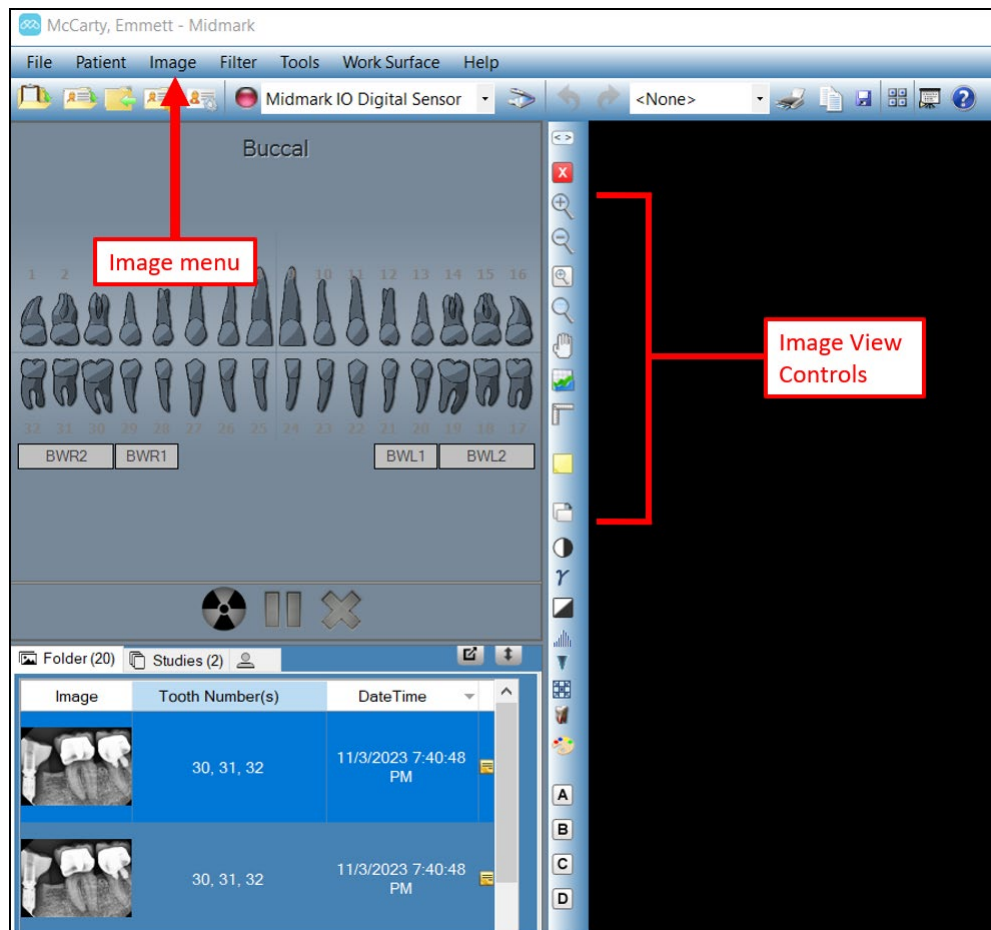 McCarty, Emmett - Midmark
File Patient Image Filter Tools Work Surface Help
Midmark IO Digital Sensor <None>
Buccal
Image menu
1 2 10 11 12 13 14 15 16
32 31 30 29 28 27 26 25 24 23 22 21 20 19 18 17
BWR2 BWR1 BWL1 BWL2
Image View
Controls
Folder (20) Studies (2)
Image Tooth Number(s) DateTime
30, 31, 32 11/3/2023 7:40:48
PM
30, 31, 32 11/3/2023 7:40:48
PM
< >
X
γ
A
B
C
D